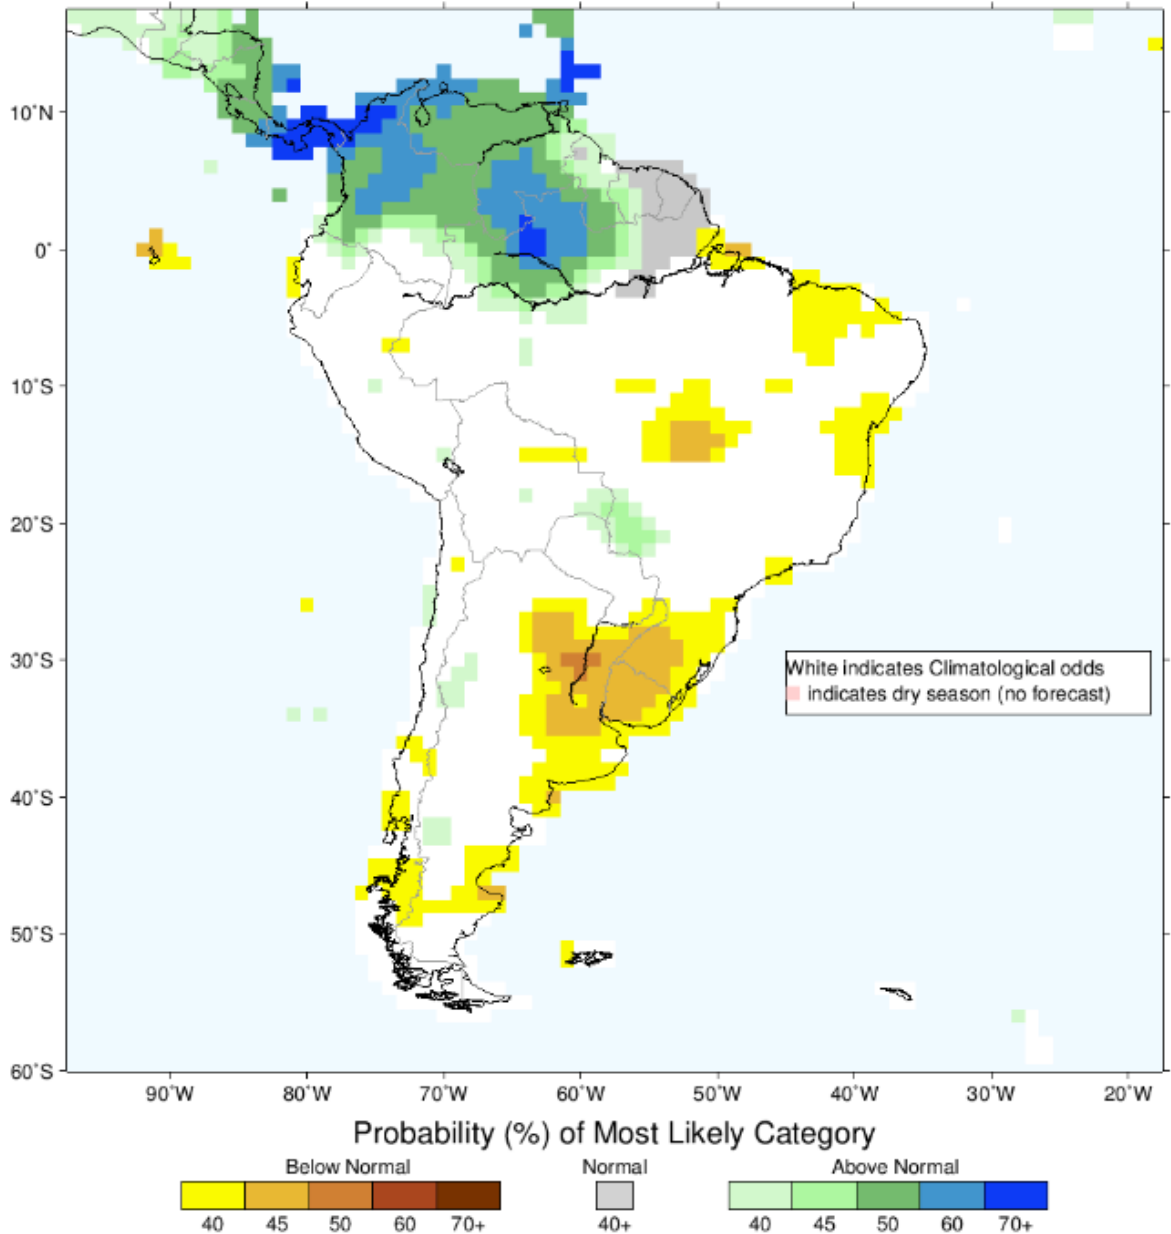 10˚N
0˚
10˚S
20˚S
30˚S
40˚S
50˚S
60˚S
White indicates Climatological odds
indicates dry season (no forecast)
90˚W 80˚W 70˚W 60˚W 50˚W 40˚W 30˚W 20˚W
Probability (%) of Most Likely Category
Below Normal Normal Above Normal
40 45 50 60 70+ 40+ 40 45 50 60 70+